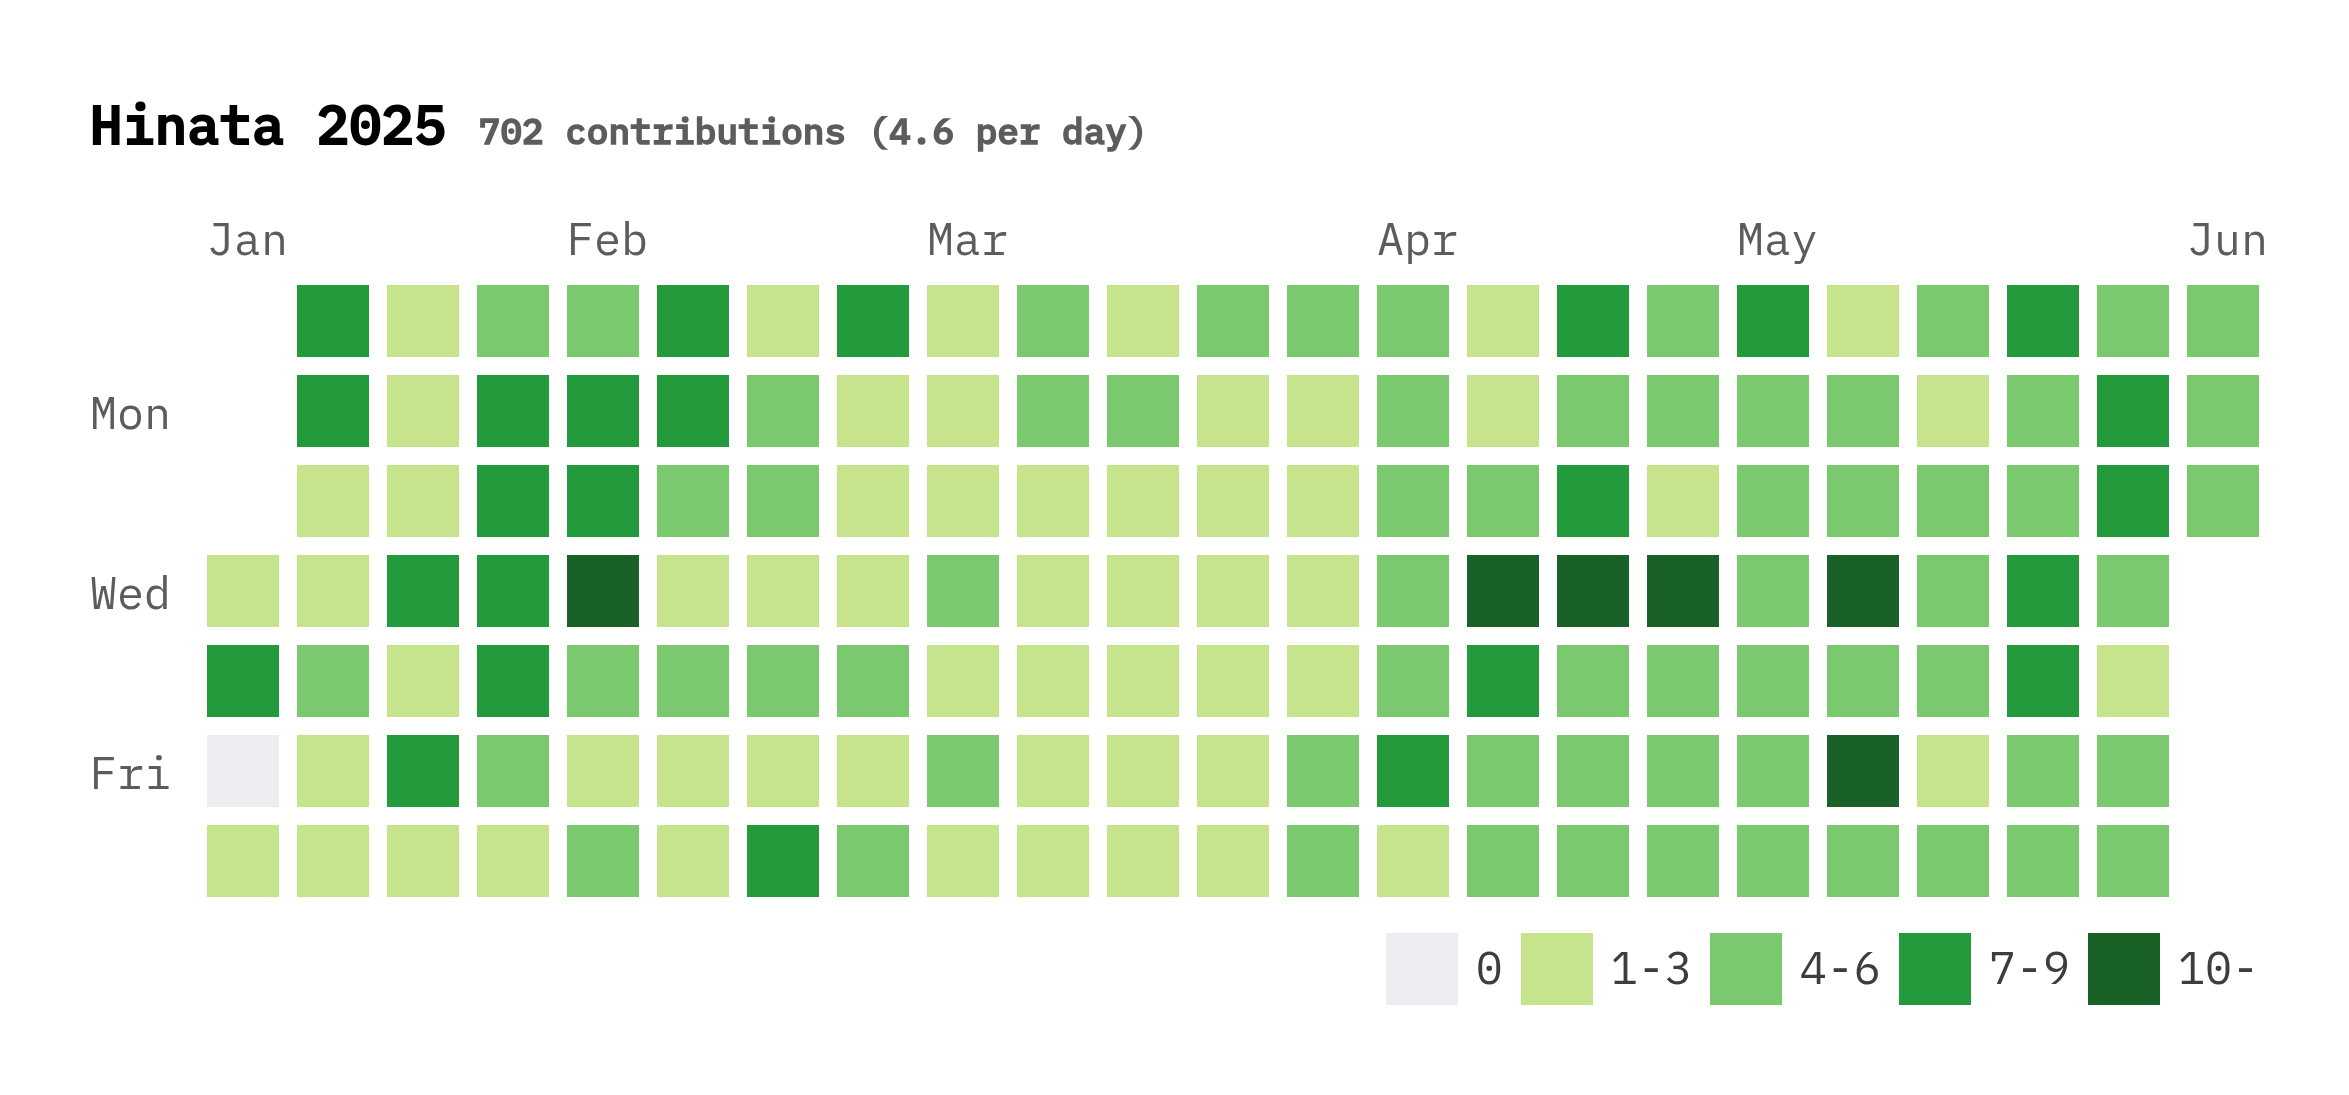 Hinata 2025 702 contributions (4.6 per day)
Jan Feb Mar Apr May Jun
Mon
Wed
Fri
0 1-3 4-6 7-9 10-